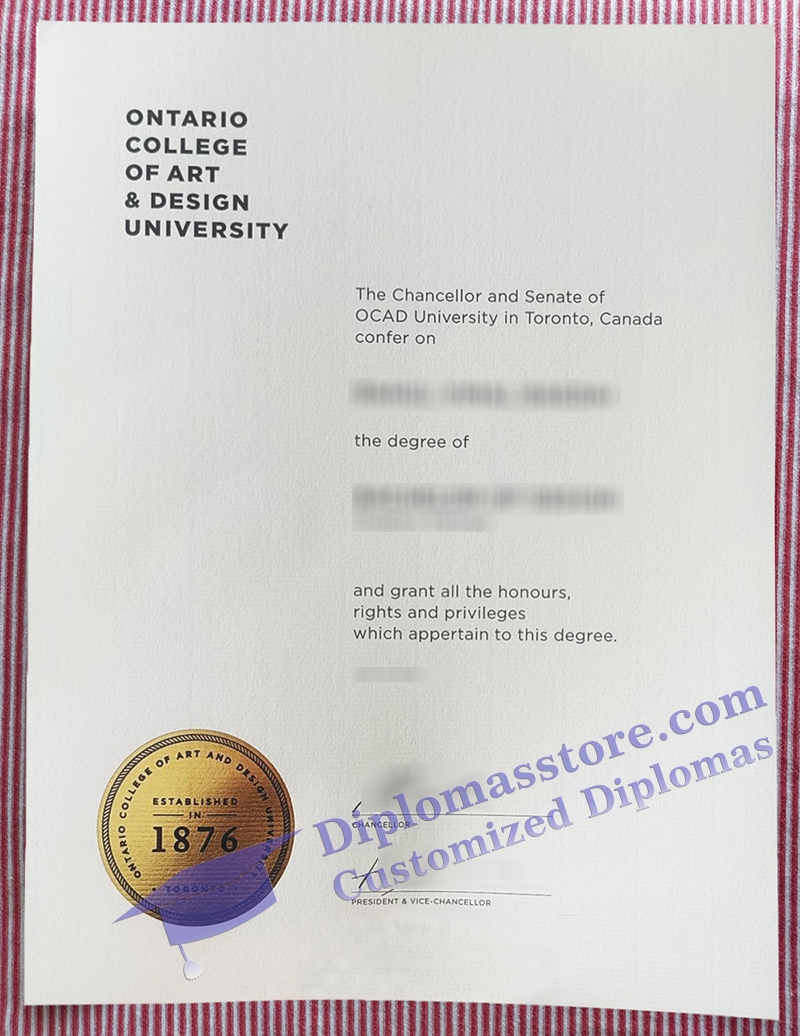 ONTARIO
COLLEGE
OF ART
& DESIGN
UNIVERSITY
The Chancellor and Senate of
OCAD University in Toronto, Canada
confer on
the degree of
and grant all the honours,
rights and privileges
which appertain to this degree.
ONTARIO COLLEGE OF ART AND DESIGN UNIVERSITY
ESTABLISHED
IN
1876
• TORONTO •
CHANCELLOR
PRESIDENT & VICE-CHANCELLOR
Diplomasstore.com
Customized Diplomas